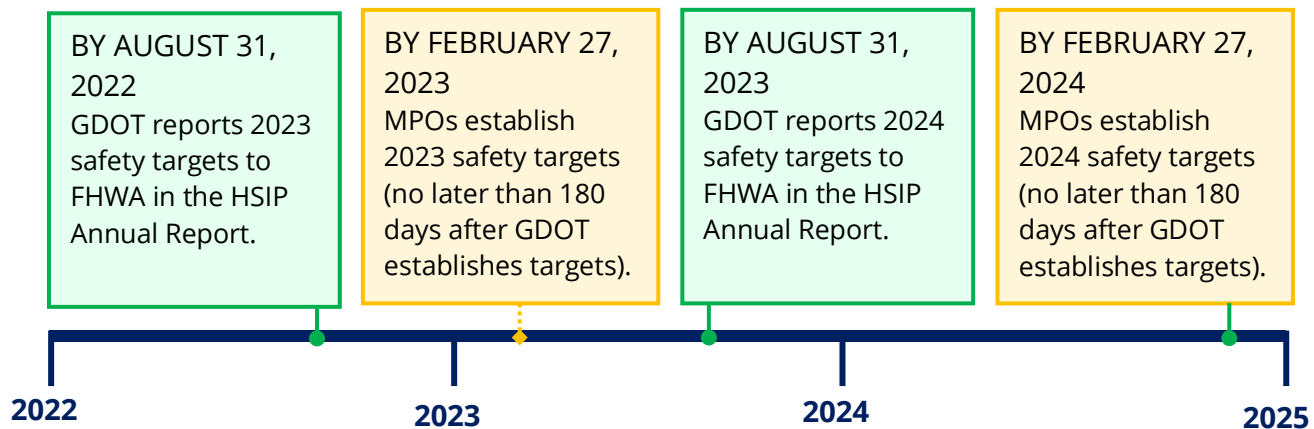 BY AUGUST 31,
2022
GDOT reports 2023
safety targets to
FHWA in the HSIP
Annual Report.
BY FEBRUARY 27,
2023
MPOs establish
2023 safety targets
(no later than 180
days after GDOT
establishes targets).
BY AUGUST 31,
2023
GDOT reports 2024
safety targets to
FHWA in the HSIP
Annual Report.
BY FEBRUARY 27,
2024
MPOs establish
2024 safety targets
(no later than 180
days after GDOT
establishes targets).
2022
2023
2024
2025